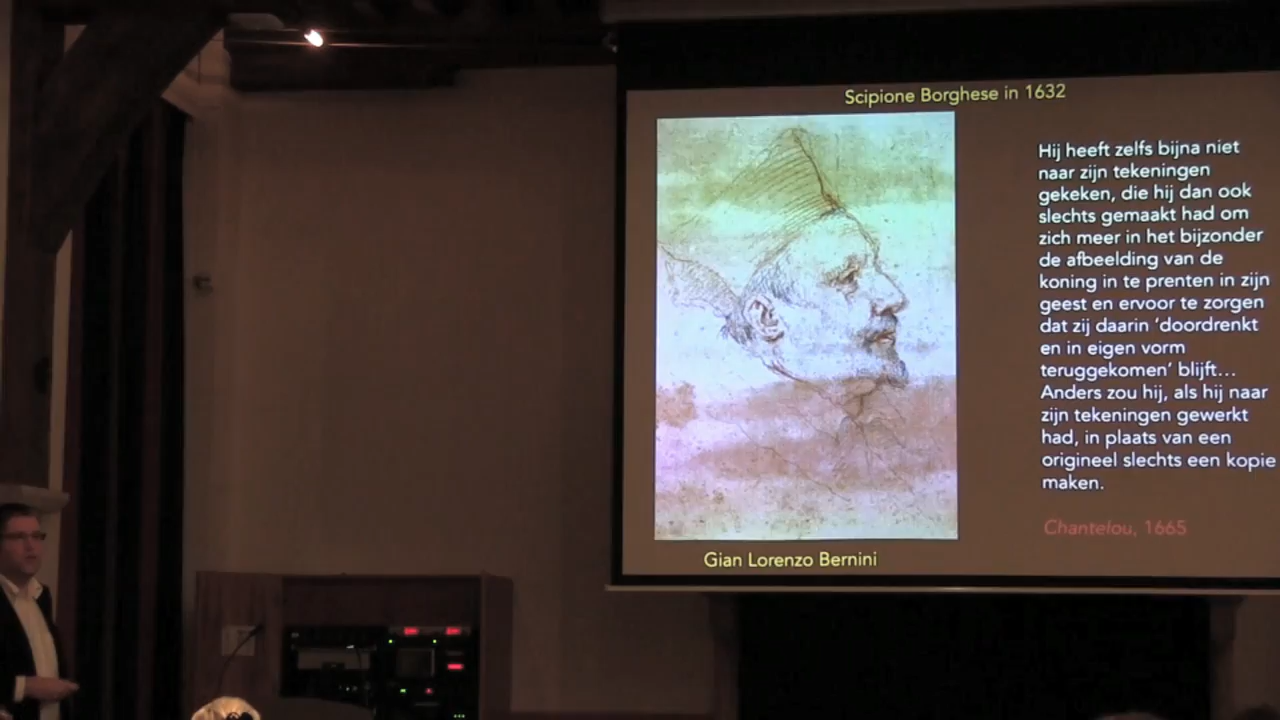 Scipione Borghese in 1632
Hij heeft zelfs bijna niet
naar zijn tekeningen
gekeken, die hij dan ook
slechts gemaakt had om
zich meer in het bijzonder
de afbeelding van de
koning in te prenten in zijn
geest en ervoor te zorgen
dat zij daarin ‘doordrenkt
en in eigen vorm
teruggekomen’ blijft...
Anders zou hij, als hij naar
zijn tekeningen gewerkt
had, in plaats van een
origineel slechts een kopie
maken.
Chantelou, 1665
Gian Lorenzo Bernini